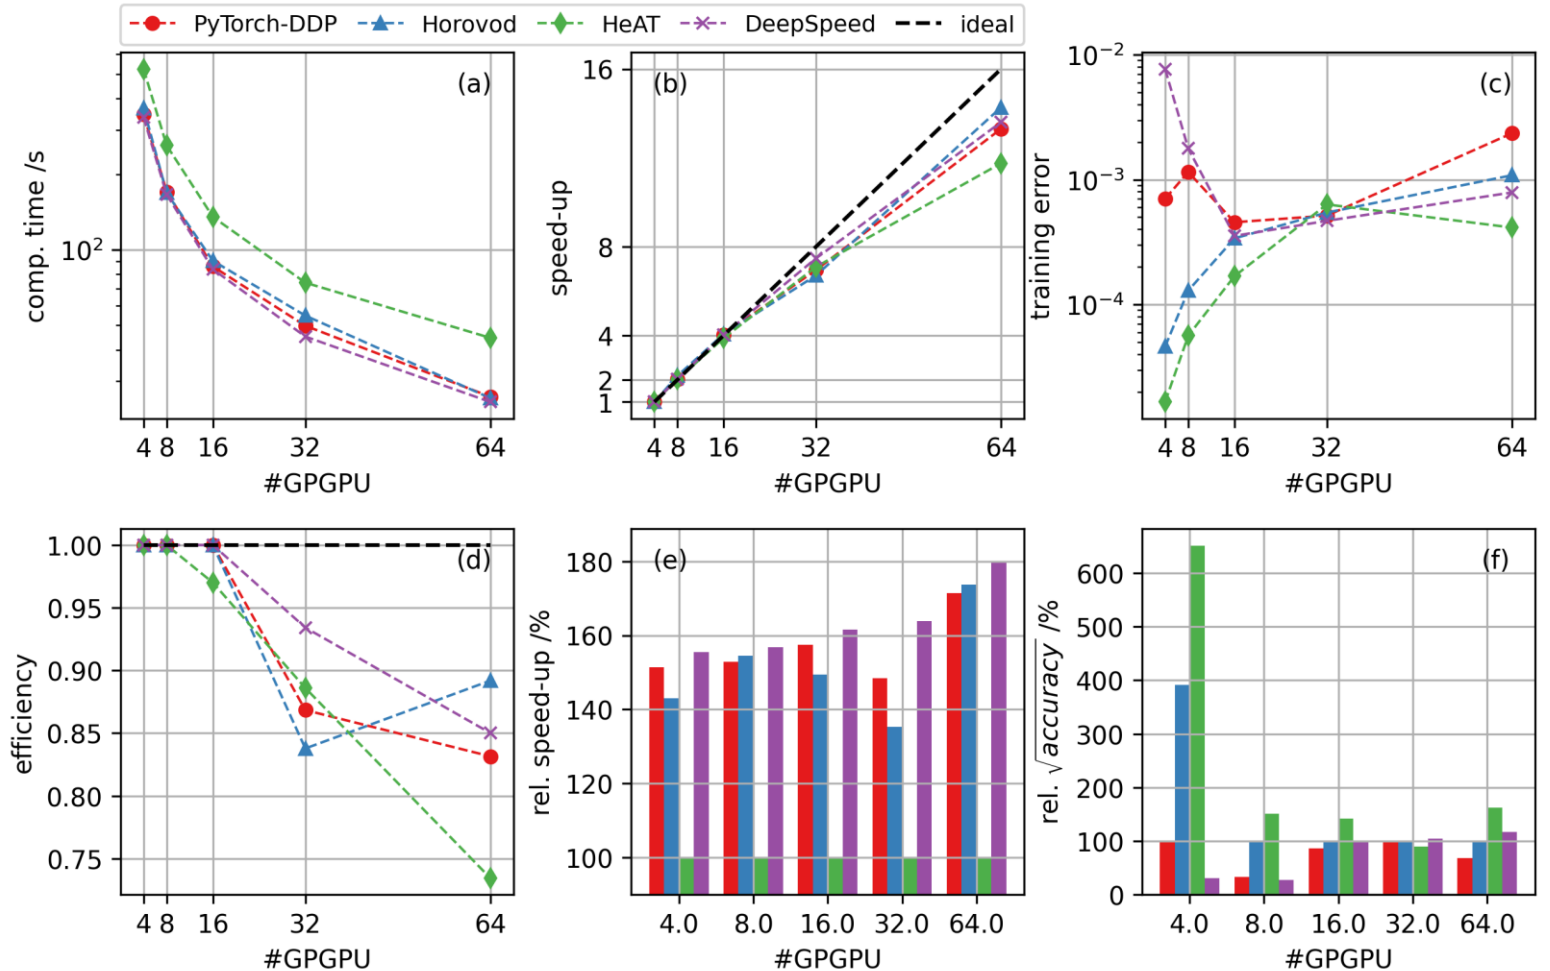 PyTorch-DDP Horovod HeAT DeepSpeed ideal
(a)
comp. time /s
10²
4 8 16 32 64
#GPGPU
(b)
speed-up
16
8
4
2
1
4 8 16 32 64
#GPGPU
(c)
training error
10⁻²
10⁻³
10⁻⁴
4 8 16 32 64
#GPGPU
(d)
efficiency
1.00
0.95
0.90
0.85
0.80
0.75
4 8 16 32 64
#GPGPU
(e)
rel. speed-up /%
180
160
140
120
100
4.0 8.0 16.0 32.0 64.0
#GPGPU
(f)
rel. √accuracy /%
600
500
400
300
200
100
0
4.0 8.0 16.0 32.0 64.0
#GPGPU